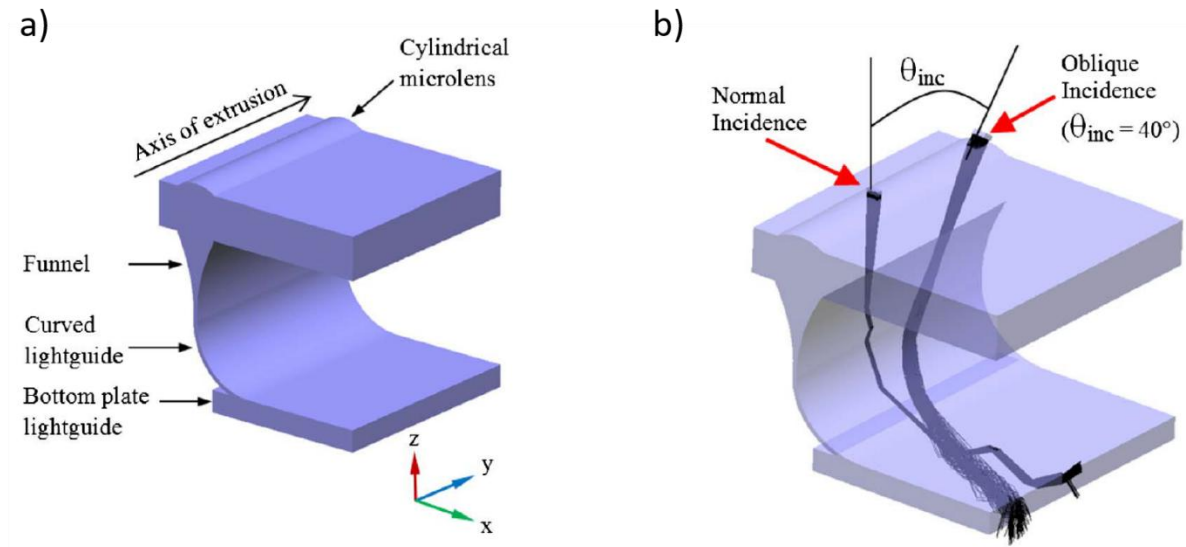 a)
Axis of extrusion
Cylindrical
microlens
Funnel
Curved
lightguide
Bottom plate
lightguide
z
y
x
b)
θinc
Normal
Incidence
Oblique
Incidence
(θinc = 40°)